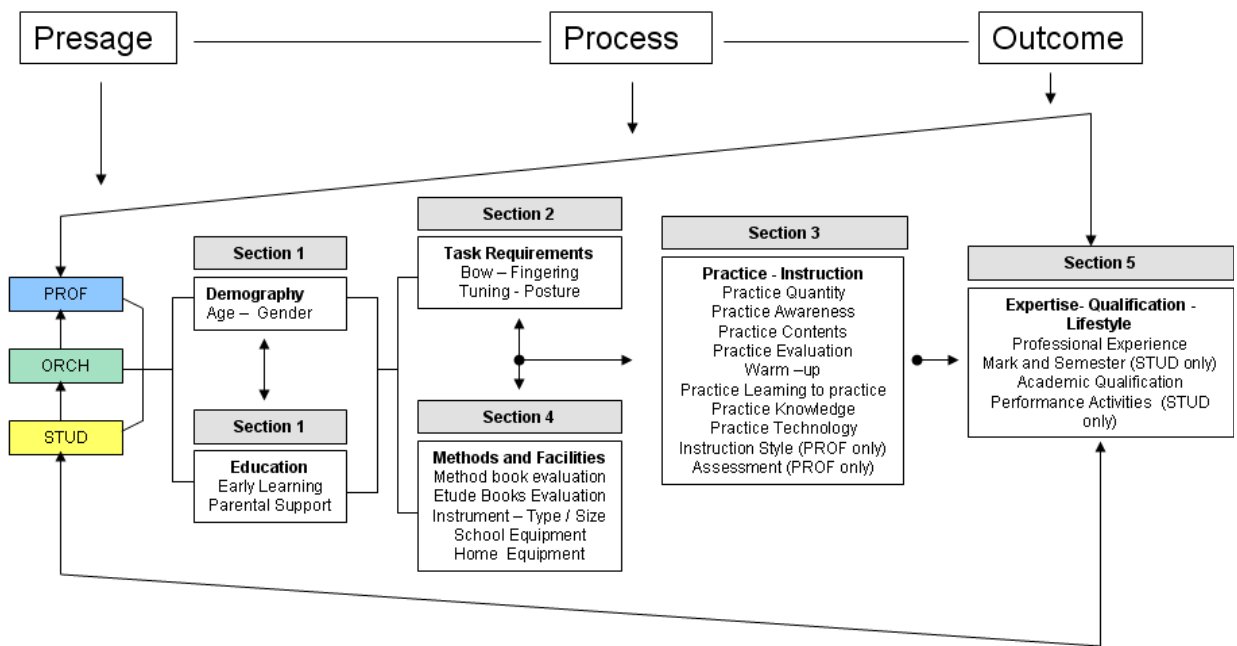 Presage
Process
Outcome
PROF
ORCH
STUD
Section 1
Demography
Age – Gender
Section 1
Education
Early Learning
Parental Support
Section 2
Task Requirements
Bow – Fingering
Tuning - Posture
Section 4
Methods and Facilities
Method book evaluation
Etude Books Evaluation
Instrument – Type / Size
School Equipment
Home Equipment
Section 3
Practice - Instruction
Practice Quantity
Practice Awareness
Practice Contents
Practice Evaluation
Warm –up
Practice Learning to practice
Practice Knowledge
Practice Technology
Instruction Style (PROF only)
Assessment (PROF only)
Section 5
Expertise- Qualification -
Lifestyle
Professional Experience
Mark and Semester (STUD only)
Academic Qualification
Performance Activities (STUD
only)